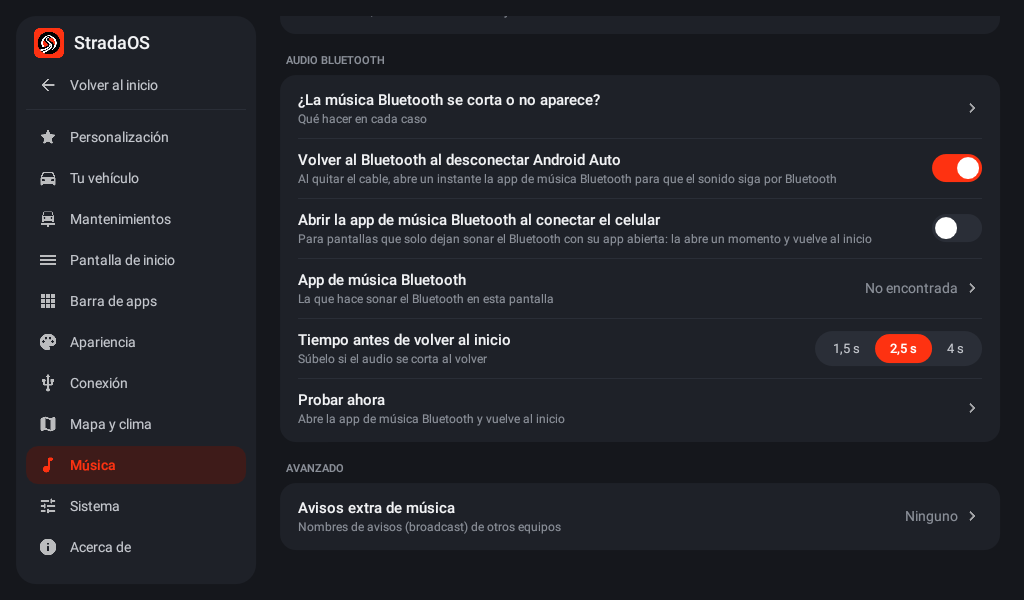 StradaOS
Volver al inicio
Personalización
Tu vehículo
Mantenimientos
Pantalla de inicio
Barra de apps
Apariencia
Conexión
Mapa y clima
Música
Sistema
Acerca de
AUDIO BLUETOOTH
¿La música Bluetooth se corta o no aparece?
Qué hacer en cada caso
Volver al Bluetooth al desconectar Android Auto
Al quitar el cable, abre un instante la app de música Bluetooth para que el sonido siga por Bluetooth
Abrir la app de música Bluetooth al conectar el celular
Para pantallas que solo dejan sonar el Bluetooth con su app abierta: la abre un momento y vuelve al inicio
App de música Bluetooth
La que hace sonar el Bluetooth en esta pantalla
No encontrada
Tiempo antes de volver al inicio
Súbelo si el audio se corta al volver
1,5 s 2,5 s 4 s
Probar ahora
Abre la app de música Bluetooth y vuelve al inicio
AVANZADO
Avisos extra de música
Nombres de avisos (broadcast) de otros equipos
Ninguno